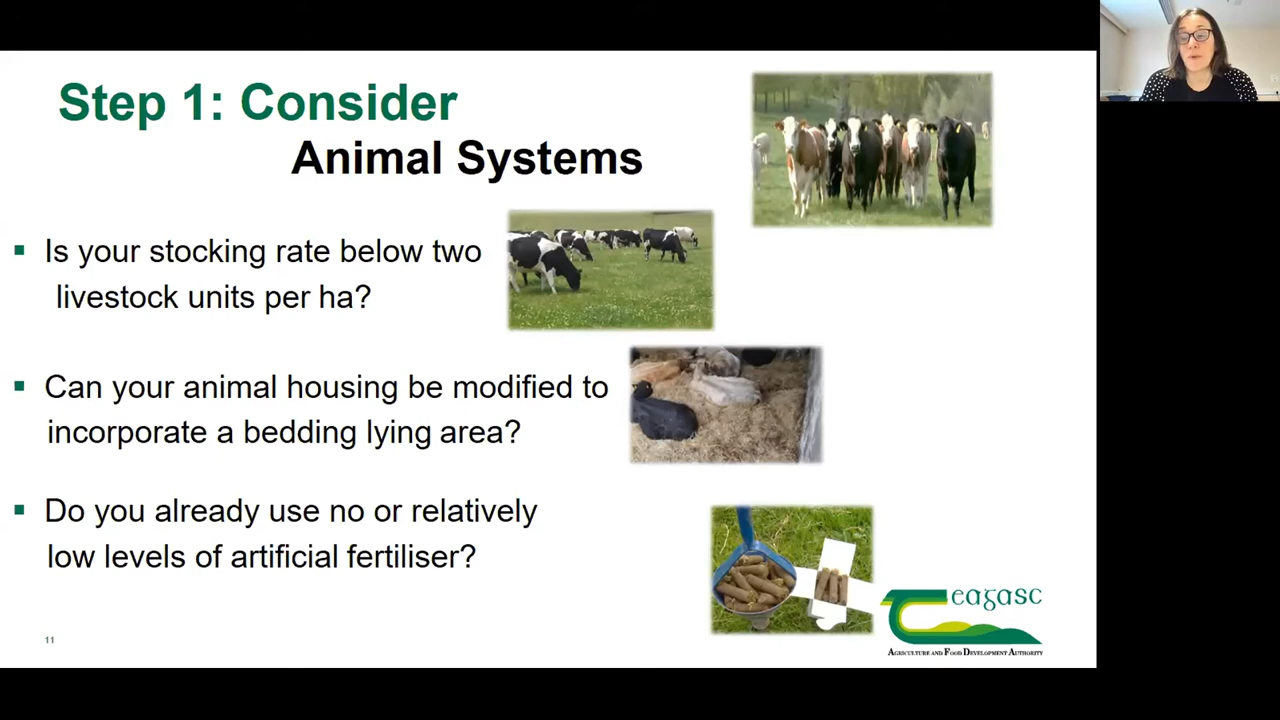 Step 1: Consider
Animal Systems
Is your stocking rate below two
livestock units per ha?
Can your animal housing be modified to
incorporate a bedding lying area?
Do you already use no or relatively
low levels of artificial fertiliser?
11
eagasc
AGRICULTURE AND FOOD DEVELOPMENT AUTHORITY